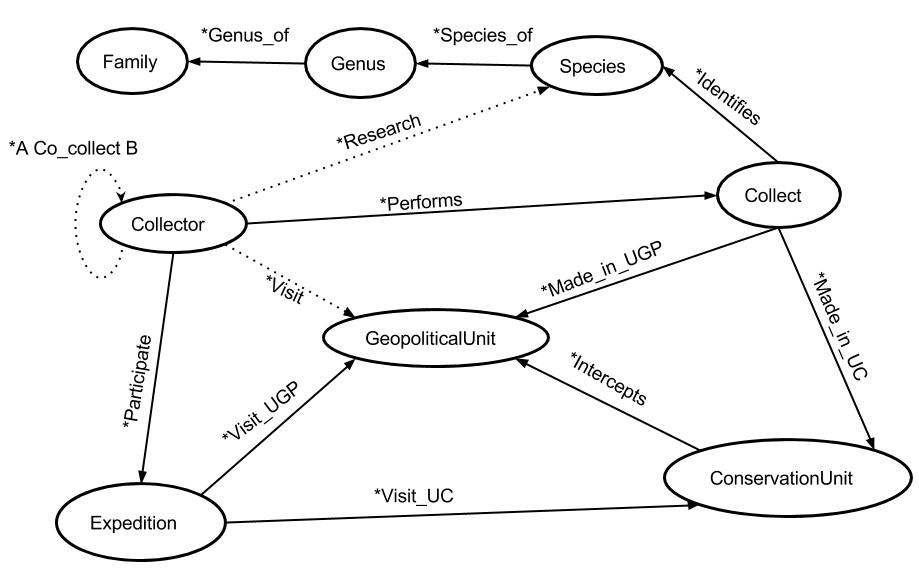 *Genus_of
*Species_of
Family
Genus
Species
*Identifies
*Research
*A Co_collect B
*Performs
Collect
Collector
*Visit
*Made_in_UGP
*Made_in_UC
GeopoliticalUnit
*Participate
*Intercepts
*Visit_UGP
ConservationUnit
*Visit_UC
Expedition